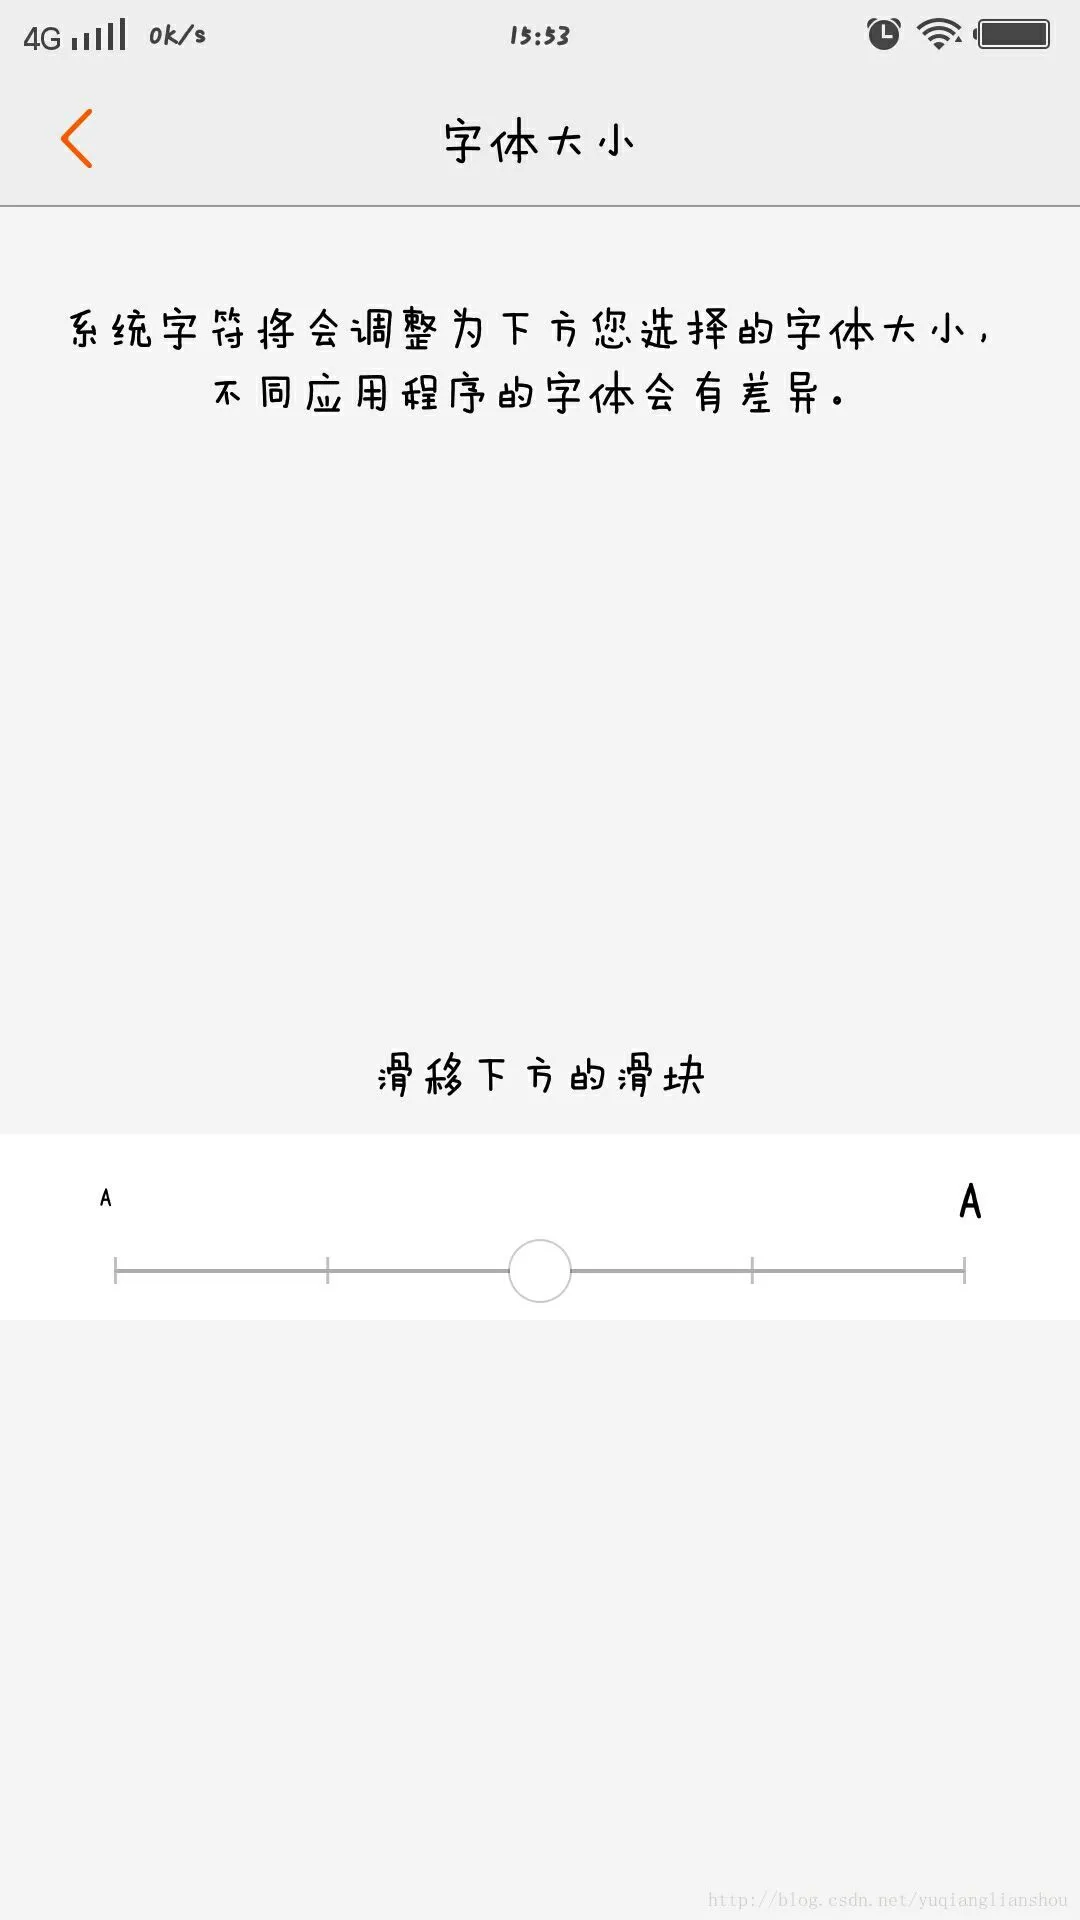 4G 0k/s 15:53
字体大小
系统字符将会调整为下方您选择的字体大小,
不同应用程序的字体会有差异。
滑移下方的滑块
A A
http://blog.csdn.net/yuqianglianshou